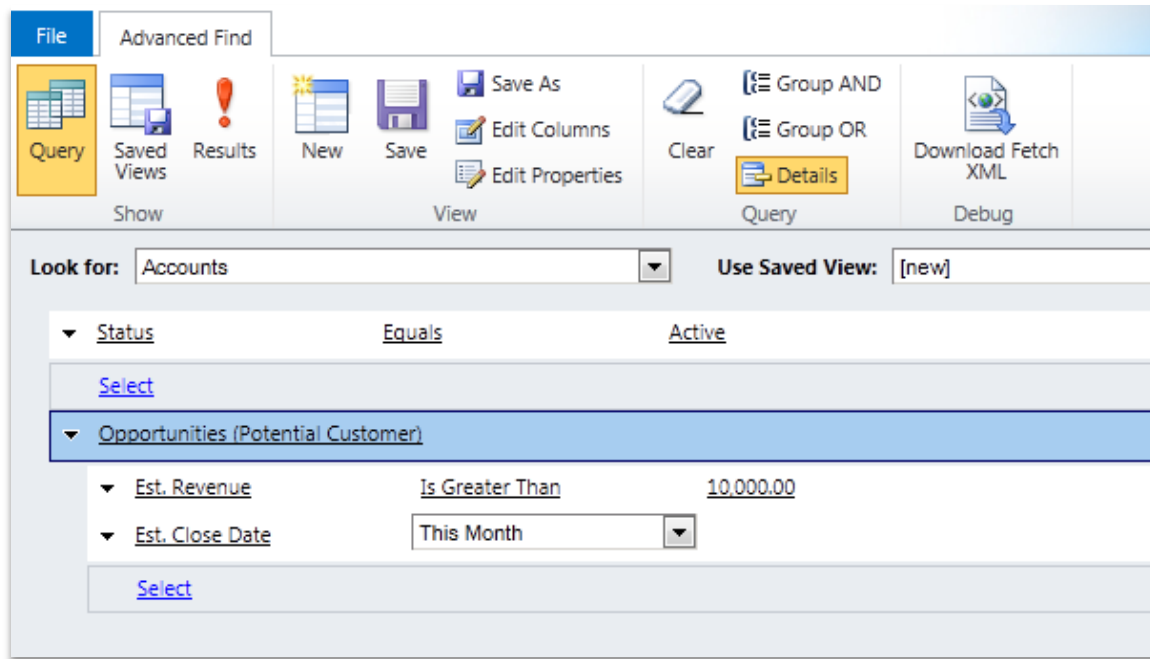 File
Advanced Find
Query
Saved
Views
Results
Show
New
Save
Save As
Edit Columns
Edit Properties
View
Clear
Group AND
Group OR
Details
Query
Download Fetch
XML
Debug
Look for: Accounts Use Saved View: [new]
Status Equals Active
Select
Opportunities (Potential Customer)
Est. Revenue Is Greater Than 10,000.00
Est. Close Date This Month
Select